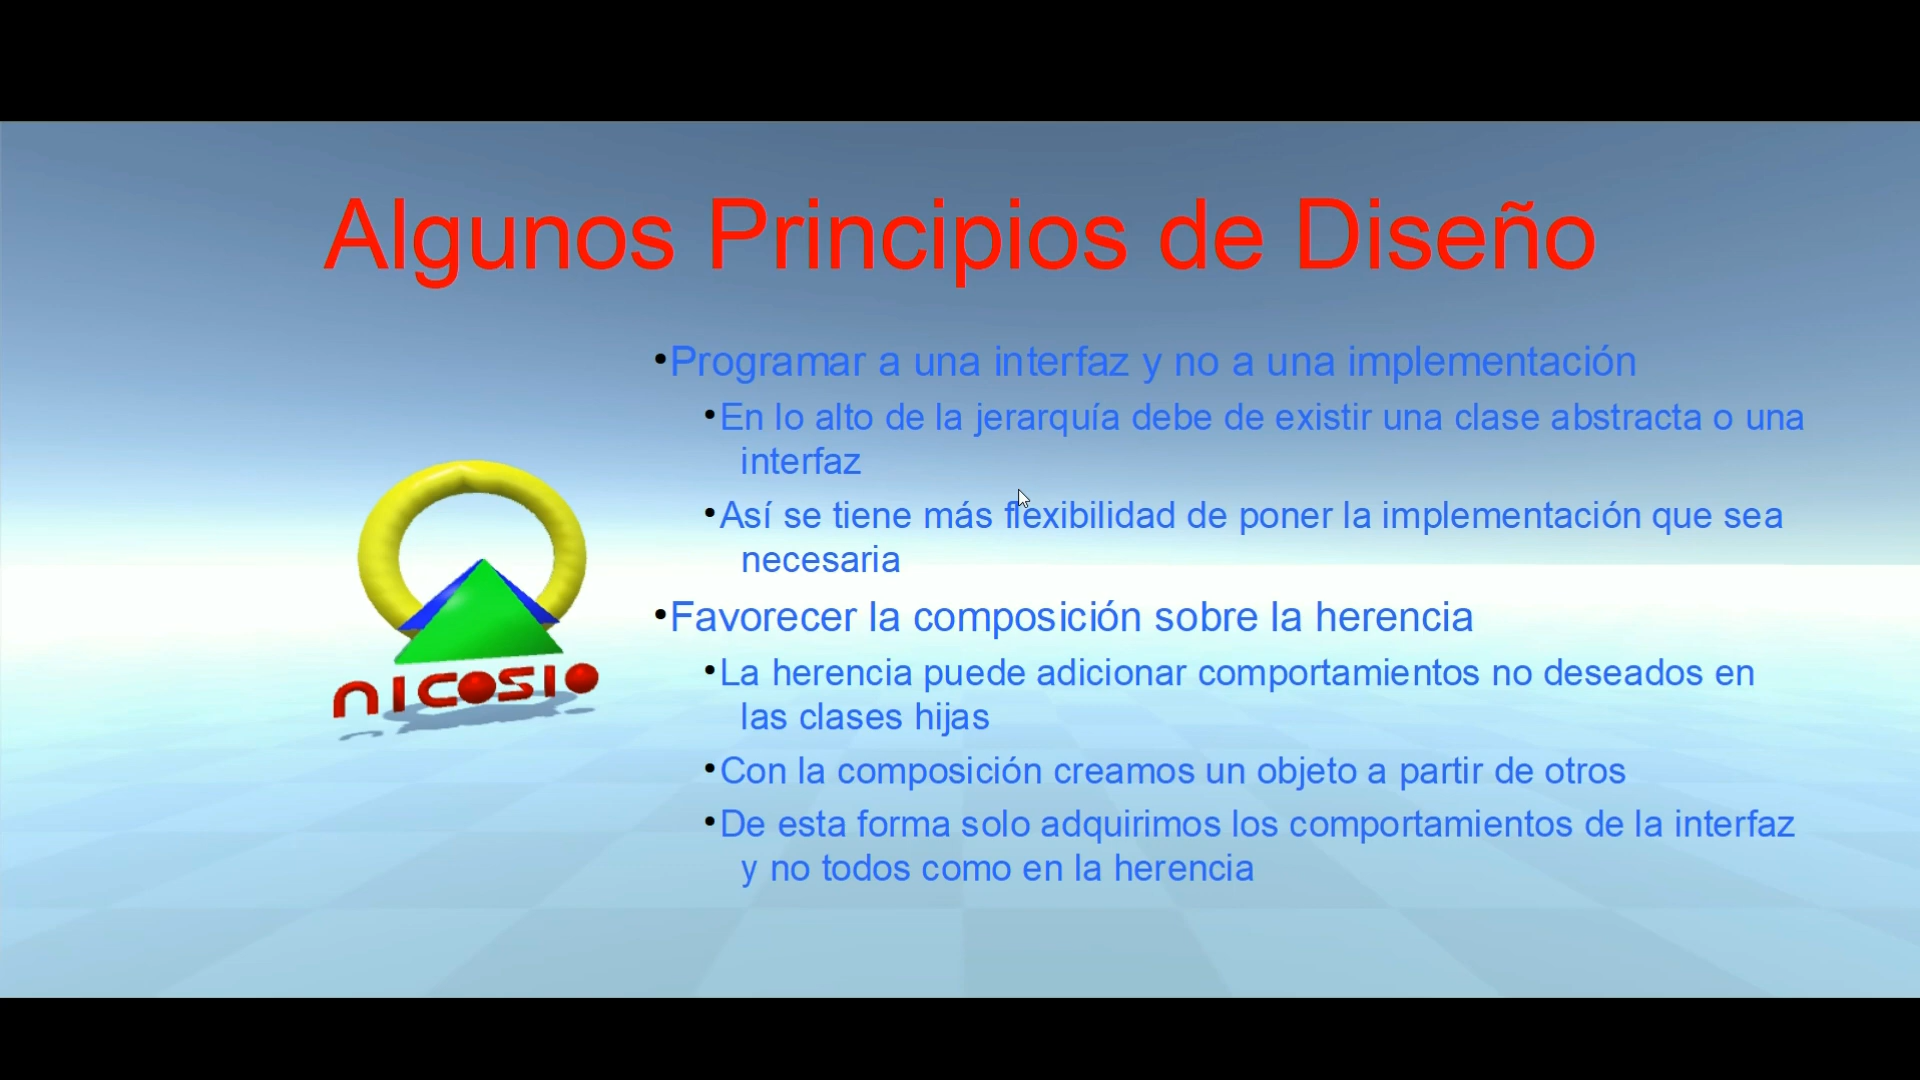 Algunos Principios de Diseño
•Programar a una interfaz y no a una implementación
•En lo alto de la jerarquía debe de existir una clase abstracta o una
interfaz
•Así se tiene más flexibilidad de poner la implementación que sea
necesaria
•Favorecer la composición sobre la herencia
•La herencia puede adicionar comportamientos no deseados en
las clases hijas
•Con la composición creamos un objeto a partir de otros
•De esta forma solo adquirimos los comportamientos de la interfaz
y no todos como en la herencia
nicosio